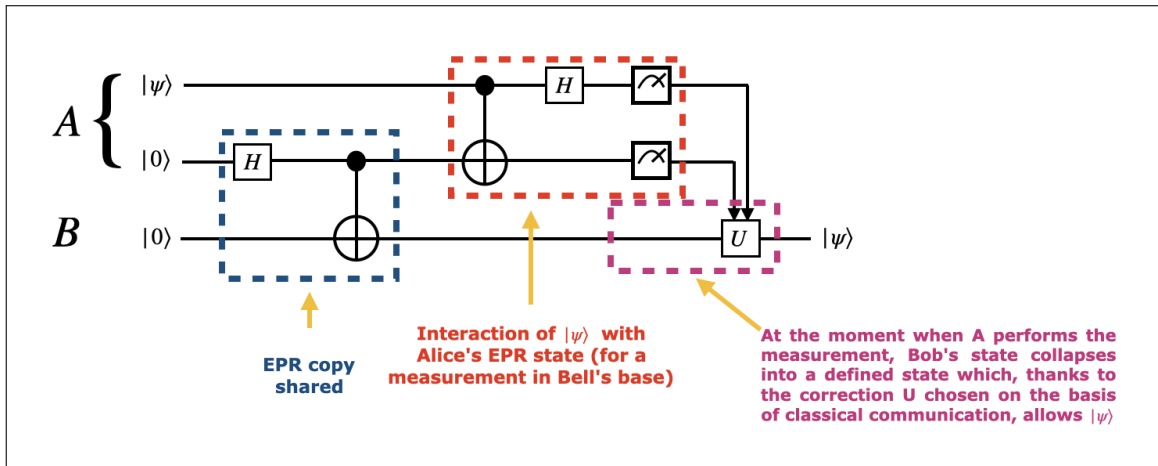 A { |ψ⟩ H
|0⟩ H
B |0⟩ U |ψ⟩
EPR copy
shared
Interaction of |ψ⟩ with
Alice's EPR state (for a
measurement in Bell's base)
At the moment when A performs the
measurement, Bob's state collapses
into a defined state which, thanks to
the correction U chosen on the basis
of classical communication, allows |ψ⟩